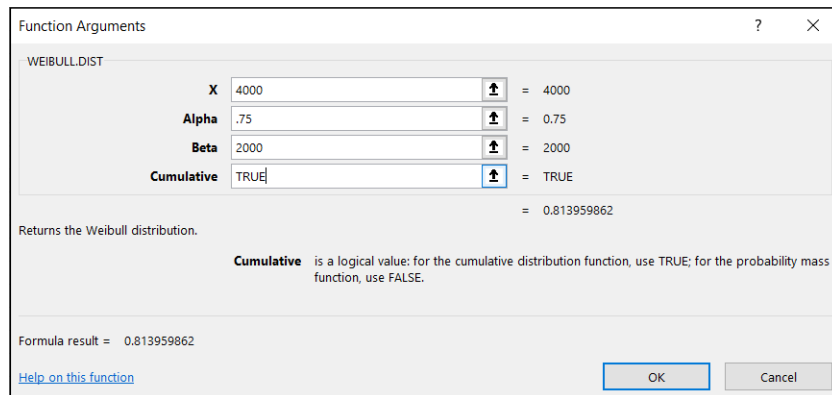 Function Arguments ? ×
WEIBULL.DIST
X 4000 = 4000
Alpha .75 = 0.75
Beta 2000 = 2000
Cumulative TRUE = TRUE
= 0.813959862
Returns the Weibull distribution.
Cumulative is a logical value: for the cumulative distribution function, use TRUE; for the probability mass
function, use FALSE.
Formula result = 0.813959862
Help on this function OK Cancel